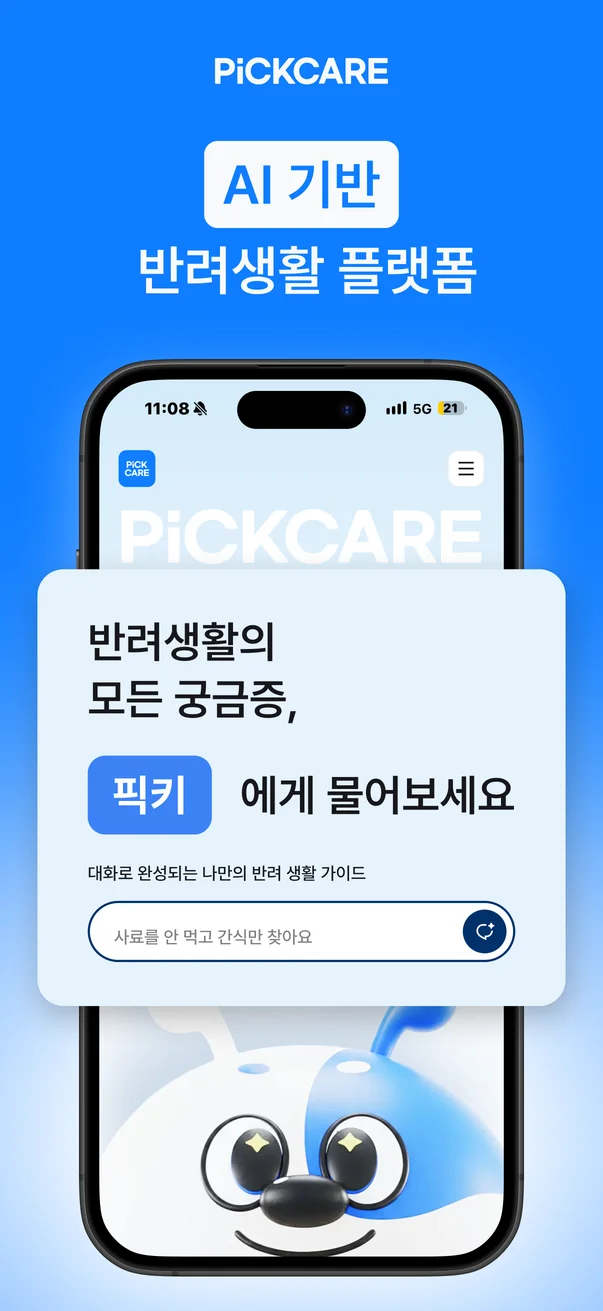 PiCKCARE
AI 기반
반려생활 플랫폼
11:08 5G 21
PiCK
CARE
PiCKCARE
반려생활의
모든 궁금증,
픽키 에게 물어보세요
대화로 완성되는 나만의 반려 생활 가이드
사료를 안 먹고 간식만 찾아요